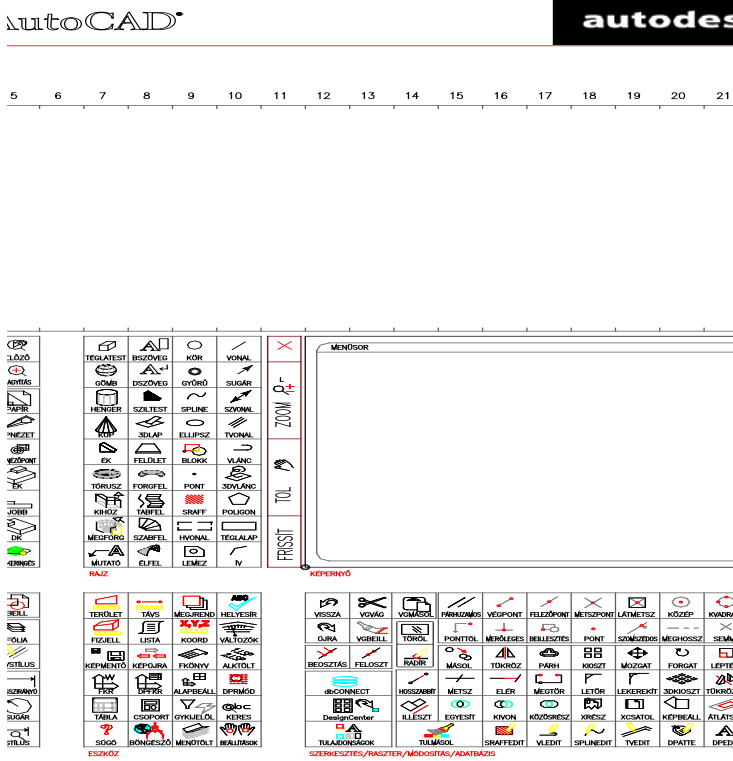 AutoCAD
autodes
5 6 7 8 9 10 11 12 13 14 15 16 17 18 19 20 21
MENÜSOR
TÉGLATEST BSZÖVEG KÖR VONAL
GÖMB DSZÖVEG GYŰRŰ SUGÁR
HENGER SZILTEST SPLINE SZVONAL
KÚP 3DLAP ELLIPSZ TVONAL
ÉK FELÜLET BLOKK VLÁNC
TÓRUSZ FORGFEL PONT 3DVLÁNC
KIHÚZ TÁBFEL SRAFF POLIGON
MEGFORG SZABFEL HVONAL TÉGLALAP
MUTATÓ ÉLFEL LEMEZ ÍV
ZOOM
TOL
FRISSÍT
RAJZ
KÉPERNYŐ
TERÜLET TÁVS MEGJREND HELYESÍR
FIZJELL LISTA KOORD VÁLTOZÓK
KÉPMENTŐ KÉPÚJRA FKÖNYV ALKTÖLT
FKR DPFKR ALAPBEÁLL DPRMÓD
TÁBLA CSOPORT GYKIJELÖL KERES
SÚGÓ BÖNGÉSZŐ MENÜTÖLT BEÁLLÍTÁSOK
ESZKÖZ
VISSZA VGVÁG VGMÁSOL PÁRHUZAMOS VÉGPONT FELEZŐPONT METSZPONT LÁTMETSZ KÖZÉP
ÚJRA VGBEILL TÖRÖL PONTTÓL MERŐLEGES BEILLESZTÉS PONT SZOMSZÉDOS MEGHOSSZ
BEOSZTÁS FELOSZT RADÍR MÁSOL TÜKRÖZ PÁRH KIOSZT MOZGAT FORGAT
dbCONNECT HOSSZABBÍT METSZ ELÉR MEGTÖR LETÖR LEKEREKÍT 3DKIOSZT
DesignCenter ILLESZT EGYESÍT KIVON KÖZÖSRÉSZ XRÉSZ XCSATOL KÉPBEÁLL
TULAJDONSÁGOK TULMÁSOL SRAFFEDIT VLEDIT SPLINEDIT TVEDIT DPATTE
SZERKESZTÉS/RASZTER/MÓDOSÍTÁS/ADATBÁZIS